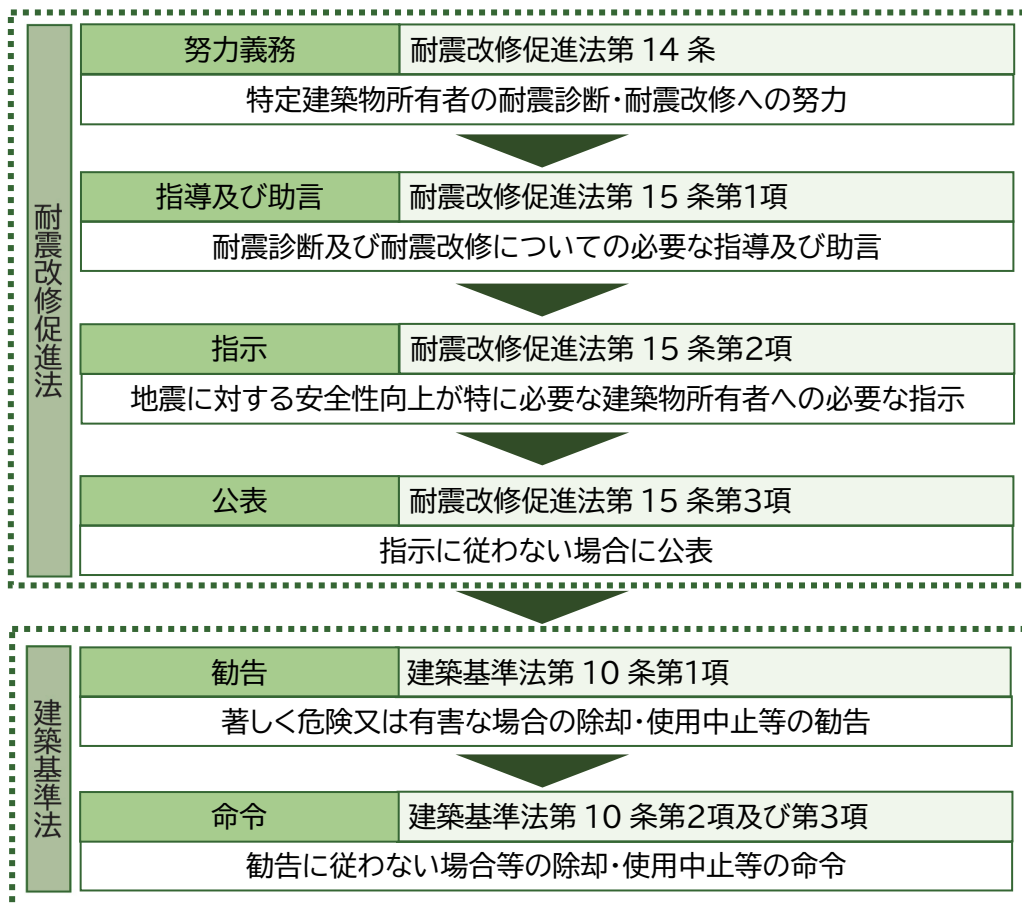 耐震改修促進法
努力義務
耐震改修促進法第 14 条
特定建築物所有者の耐震診断・耐震改修への努力
指導及び助言
耐震改修促進法第 15 条第1項
耐震診断及び耐震改修についての必要な指導及び助言
指示
耐震改修促進法第 15 条第2項
地震に対する安全性向上が特に必要な建築物所有者への必要な指示
公表
耐震改修促進法第 15 条第3項
指示に従わない場合に公表
建築基準法
勧告
建築基準法第 10 条第1項
著しく危険又は有害な場合の除却・使用中止等の勧告
命令
建築基準法第 10 条第2項及び第3項
勧告に従わない場合等の除却・使用中止等の命令